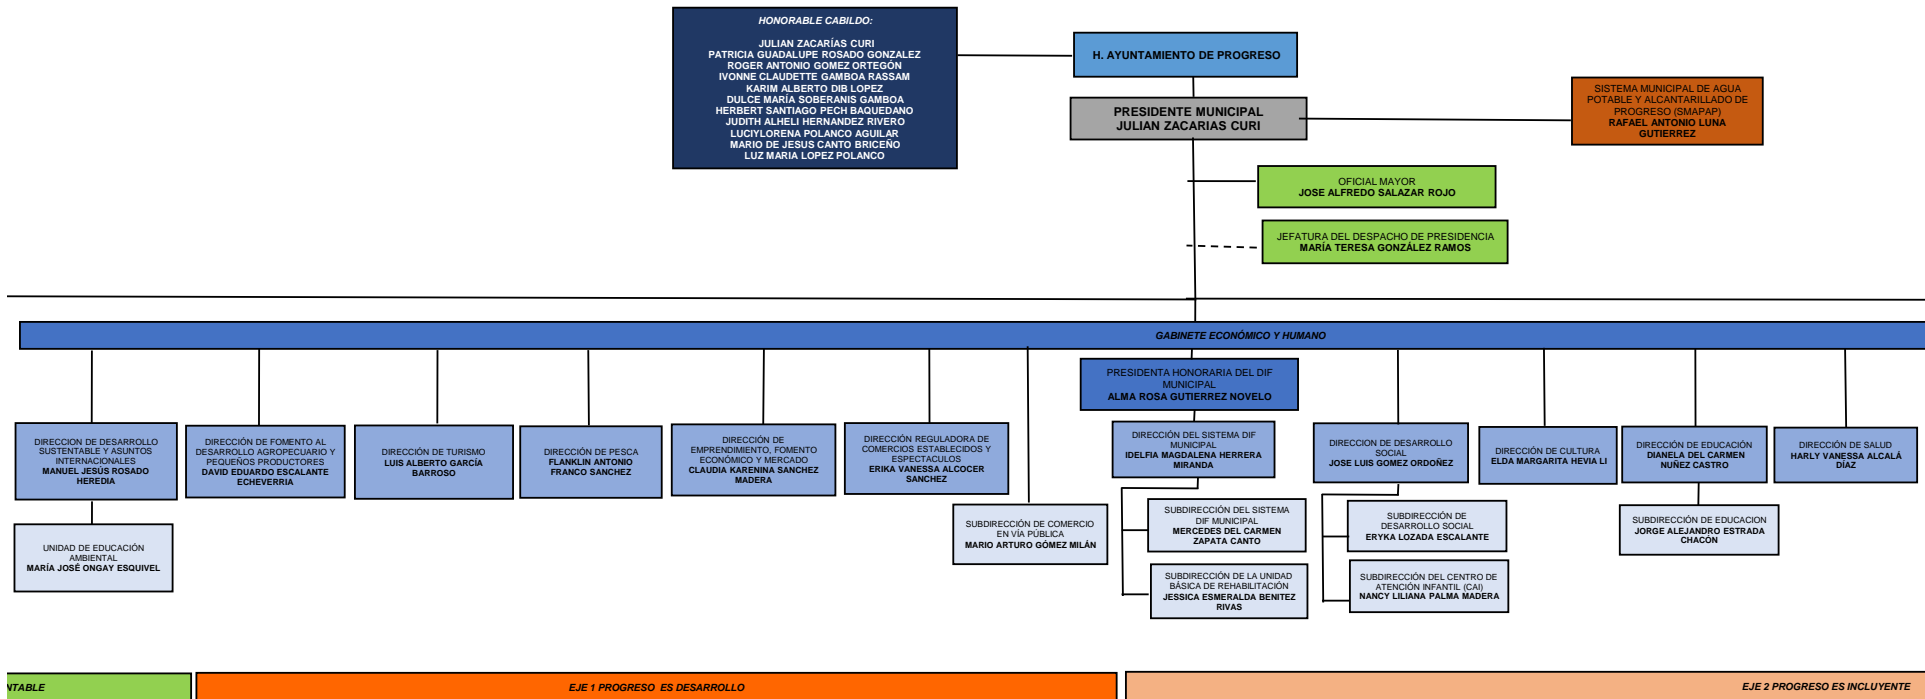 HONORABLE CABILDO:
JULIAN ZACARÍAS CURI
PATRICIA GUADALUPE ROSADO GONZALEZ
ROGER ANTONIO GOMEZ ORTEGÓN
IVONNE CLAUDETTE GAMBOA RASSAM
KARIM ALBERTO DIB LOPEZ
DULCE MARÍA SOBERANIS GAMBOA
HERBERT SANTIAGO PECH BAQUEDANO
JUDITH ALHELI HERNANDEZ RIVERO
LUCIYLORENA POLANCO AGUILAR
MARIO DE JESUS CANTO BRICEÑO
LUZ MARIA LOPEZ POLANCO
H. AYUNTAMIENTO DE PROGRESO
PRESIDENTE MUNICIPAL
JULIAN ZACARIAS CURI
SISTEMA MUNICIPAL DE AGUA
POTABLE Y ALCANTARILLADO DE
PROGRESO (SMAPAP)
RAFAEL ANTONIO LUNA
GUTIERREZ
OFICIAL MAYOR
JOSE ALFREDO SALAZAR ROJO
JEFATURA DEL DESPACHO DE PRESIDENCIA
MARÍA TERESA GONZÁLEZ RAMOS
GABINETE ECONÓMICO Y HUMANO
PRESIDENTA HONORARIA DEL DIF
MUNICIPAL
ALMA ROSA GUTIERREZ NOVELO
DIRECCION DE DESARROLLO
SUSTENTABLE Y ASUNTOS
INTERNACIONALES
MANUEL JESÚS ROSADO
HEREDIA
DIRECCIÓN DE FOMENTO AL
DESARROLLO AGROPECUARIO Y
PEQUEÑOS PRODUCTORES
DAVID EDUARDO ESCALANTE
ECHEVERRIA
DIRECCIÓN DE TURISMO
LUIS ALBERTO GARCÍA
BARROSO
DIRECCIÓN DE PESCA
FLANKLIN ANTONIO
FRANCO SANCHEZ
DIRECCIÓN DE
EMPRENDIMIENTO, FOMENTO
ECONÓMICO Y MERCADO
CLAUDIA KARENINA SANCHEZ
MADERA
DIRECCIÓN REGULADORA DE
COMERCIOS ESTABLECIDOS Y
ESPECTACULOS
ERIKA VANESSA ALCOCER
SANCHEZ
DIRECCIÓN DEL SISTEMA DIF
MUNICIPAL
IDELFIA MAGDALENA HERRERA
MIRANDA
DIRECCION DE DESARROLLO
SOCIAL
JOSE LUIS GOMEZ ORDOÑEZ
DIRECCIÓN DE CULTURA
ELDA MARGARITA HEVIA LI
DIRECCIÓN DE EDUCACIÓN
DIANELA DEL CARMEN
NUÑEZ CASTRO
DIRECCIÓN DE SALUD
HARLY VANESSA ALCALÁ
DÍAZ
UNIDAD DE EDUCACIÓN
AMBIENTAL
MARÍA JOSÉ ONGAY ESQUIVEL
SUBDIRECCIÓN DE COMERCIO
EN VÍA PÚBLICA
MARIO ARTURO GÓMEZ MILÁN
SUBDIRECCIÓN DEL SISTEMA
DIF MUNICIPAL
MERCEDES DEL CARMEN
ZAPATA CANTO
SUBDIRECCIÓN DE
DESARROLLO SOCIAL
ERYKA LOZADA ESCALANTE
SUBDIRECCIÓN DE EDUCACION
JORGE ALEJANDRO ESTRADA
CHACÓN
SUBDIRECCIÓN DE LA UNIDAD
BÁSICA DE REHABILITACIÓN
JESSICA ESMERALDA BENITEZ
RIVAS
SUBDIRECCIÓN DEL CENTRO DE
ATENCIÓN INFANTIL (CAI)
NANCY LILIANA PALMA MADERA
NTABLE
EJE 1 PROGRESO ES DESARROLLO
EJE 2 PROGRESO ES INCLUYENTE